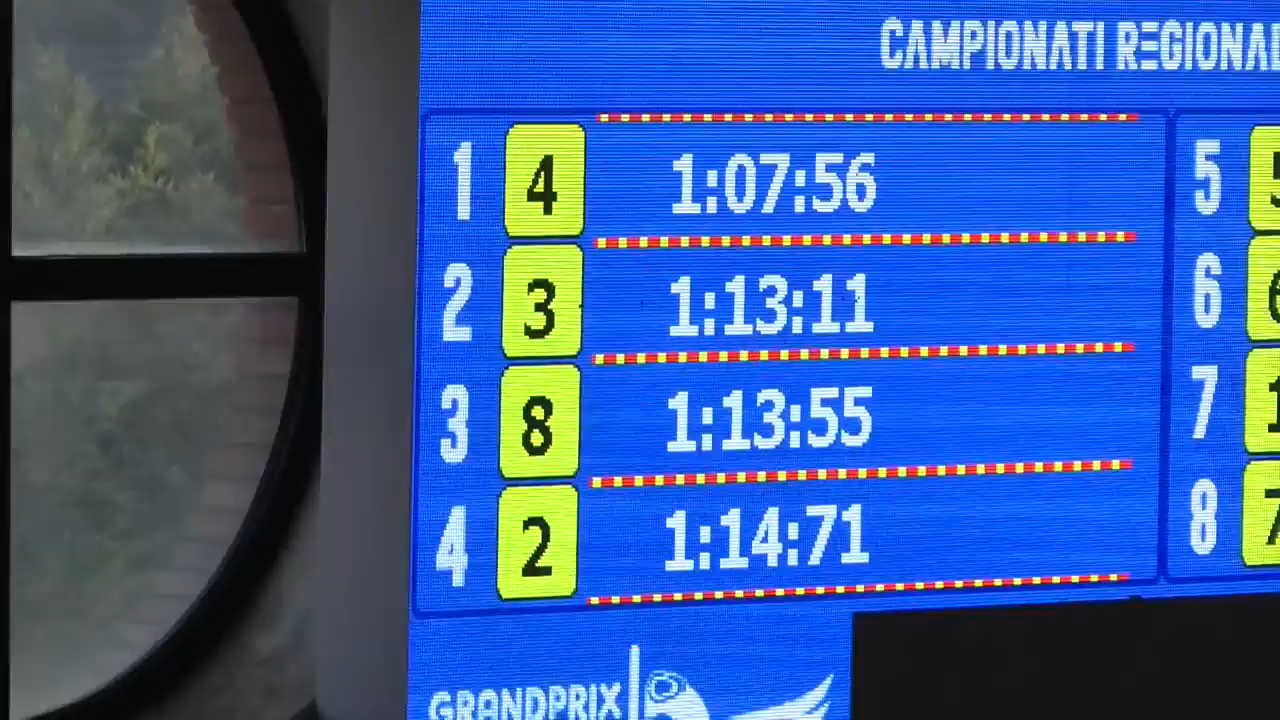 CAMPIONATI REGIONAL
1 4 1:07:56
2 3 1:13:11
3 8 1:13:55
4 2 1:14:71
5
6
7
8
GRANDPRIX